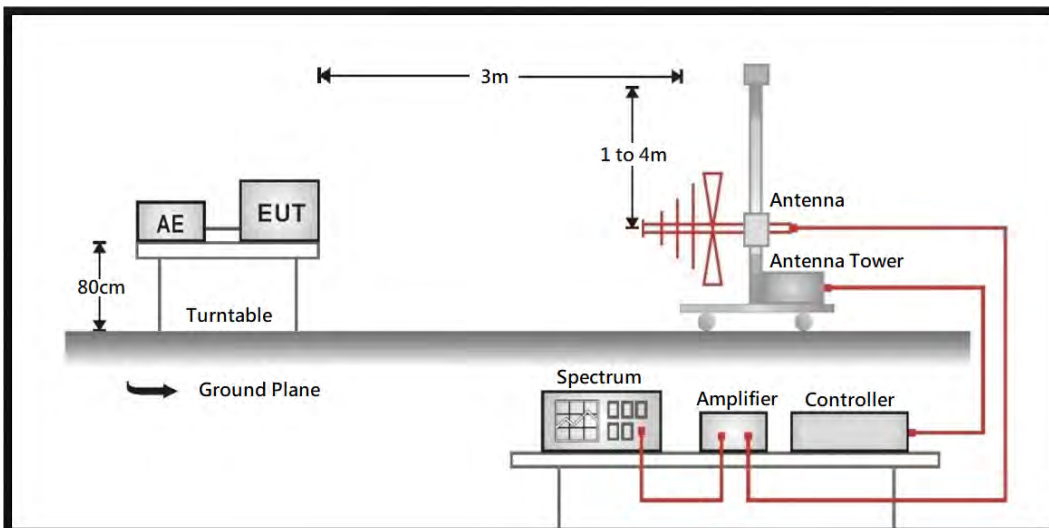 3m
1 to 4m
Antenna
AE
EUT
Antenna Tower
80cm
Turntable
Ground Plane
Spectrum
Amplifier
Controller